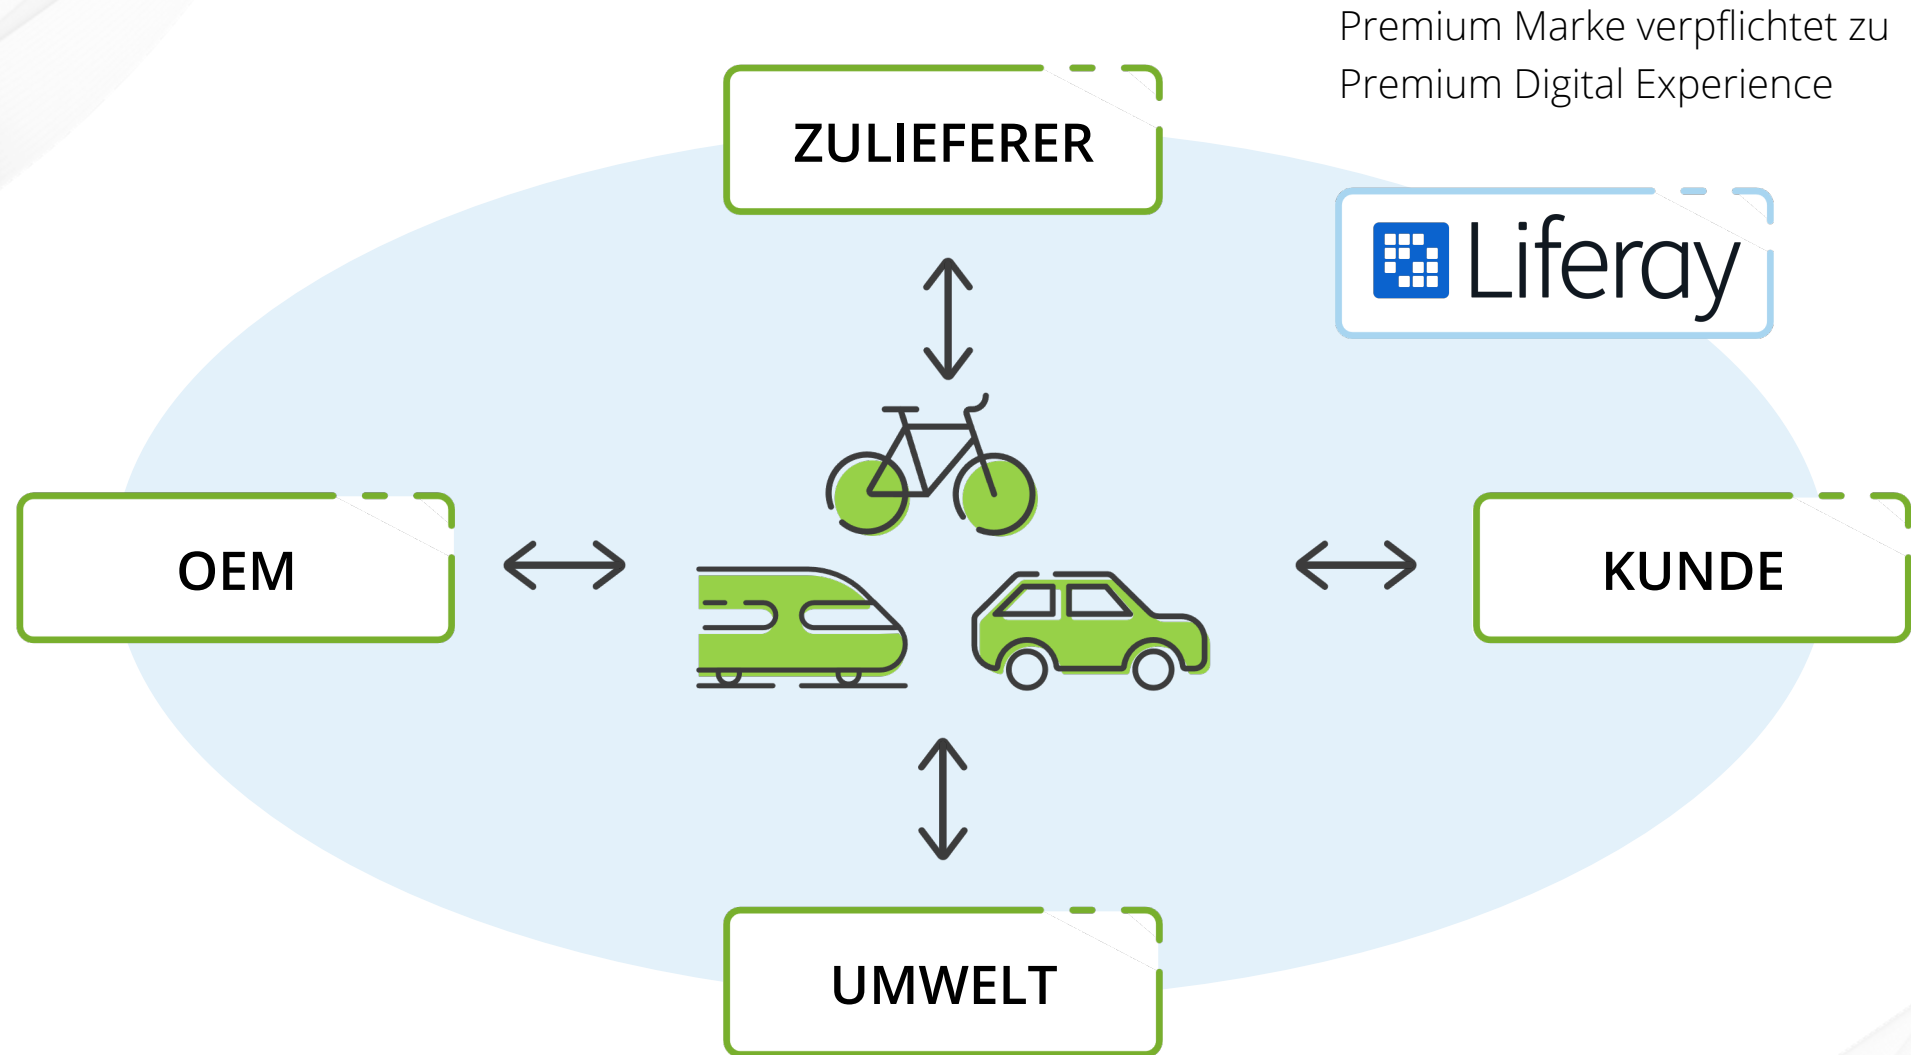 Premium Marke verpflichtet zu
Premium Digital Experience
ZULIEFERER
Liferay
OEM
KUNDE
UMWELT